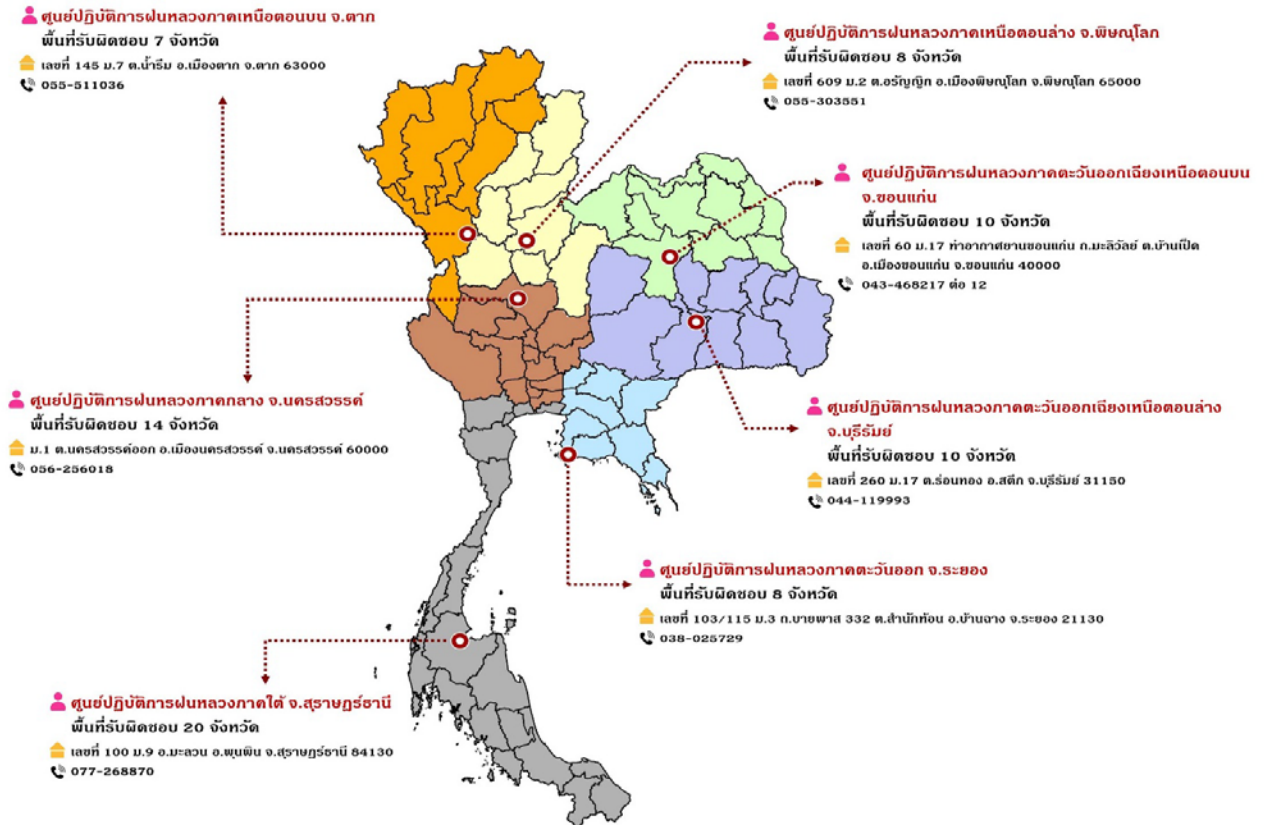 ศูนย์ปฏิบัติการฝนหลวงภาคเหนือตอนบน จ.ตาก
พื้นที่รับผิดชอบ 7 จังหวัด
เลขที่ 145 ม.7 ต.น้ำรึม อ.เมืองตาก จ.ตาก 63000
055-511036
ศูนย์ปฏิบัติการฝนหลวงภาคเหนือตอนล่าง จ.พิษณุโลก
พื้นที่รับผิดชอบ 8 จังหวัด
เลขที่ 609 ม.2 ต.อรัญญิก อ.เมืองพิษณุโลก จ.พิษณุโลก 65000
055-303551
ศูนย์ปฏิบัติการฝนหลวงภาคตะวันออกเฉียงเหนือตอนบน
จ.ขอนแก่น
พื้นที่รับผิดชอบ 10 จังหวัด
เลขที่ 60 ม.17 ท่าอากาศยานขอนแก่น ถ.มะลิวัลย์ ต.บ้านเป็ด
อ.เมืองขอนแก่น จ.ขอนแก่น 40000
043-468217 ต่อ 12
ศูนย์ปฏิบัติการฝนหลวงภาคกลาง จ.นครสวรรค์
พื้นที่รับผิดชอบ 14 จังหวัด
ม.1 ต.นครสวรรค์ออก อ.เมืองนครสวรรค์ จ.นครสวรรค์ 60000
056-256018
ศูนย์ปฏิบัติการฝนหลวงภาคตะวันออกเฉียงเหนือตอนล่าง
จ.บุรีรัมย์
พื้นที่รับผิดชอบ 10 จังหวัด
เลขที่ 260 ม.17 ต.ร่อนทอง อ.สตึก จ.บุรีรัมย์ 31150
044-119993
ศูนย์ปฏิบัติการฝนหลวงภาคตะวันออก จ.ระยอง
พื้นที่รับผิดชอบ 8 จังหวัด
เลขที่ 103/115 ม.3 ถ.บายพาส 332 ต.สำนักท้อน อ.บ้านฉาง จ.ระยอง 21130
038-025729
ศูนย์ปฏิบัติการฝนหลวงภาคใต้ จ.สุราษฎร์ธานี
พื้นที่รับผิดชอบ 20 จังหวัด
เลขที่ 100 ม.9 อ.มะลวน อ.พุนพิน จ.สุราษฎร์ธานี 84130
077-268870